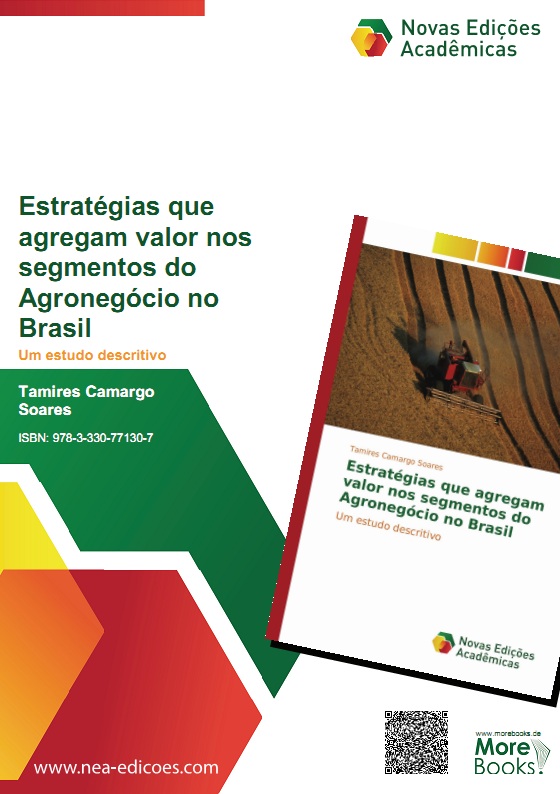 Novas Edições
Acadêmicas
Estratégias que
agregam valor nos
segmentos do
Agronegócio no
Brasil
Um estudo descritivo
Tamires Camargo
Soares
ISBN: 978-3-330-77130-7
Tamires Camargo Soares
Estratégias que agregam
valor nos segmentos do
Agronegócio no Brasil
Um estudo descritivo
Novas Edições
Acadêmicas
www.nea-edicoes.com
www.morebooks.de
More
Books!